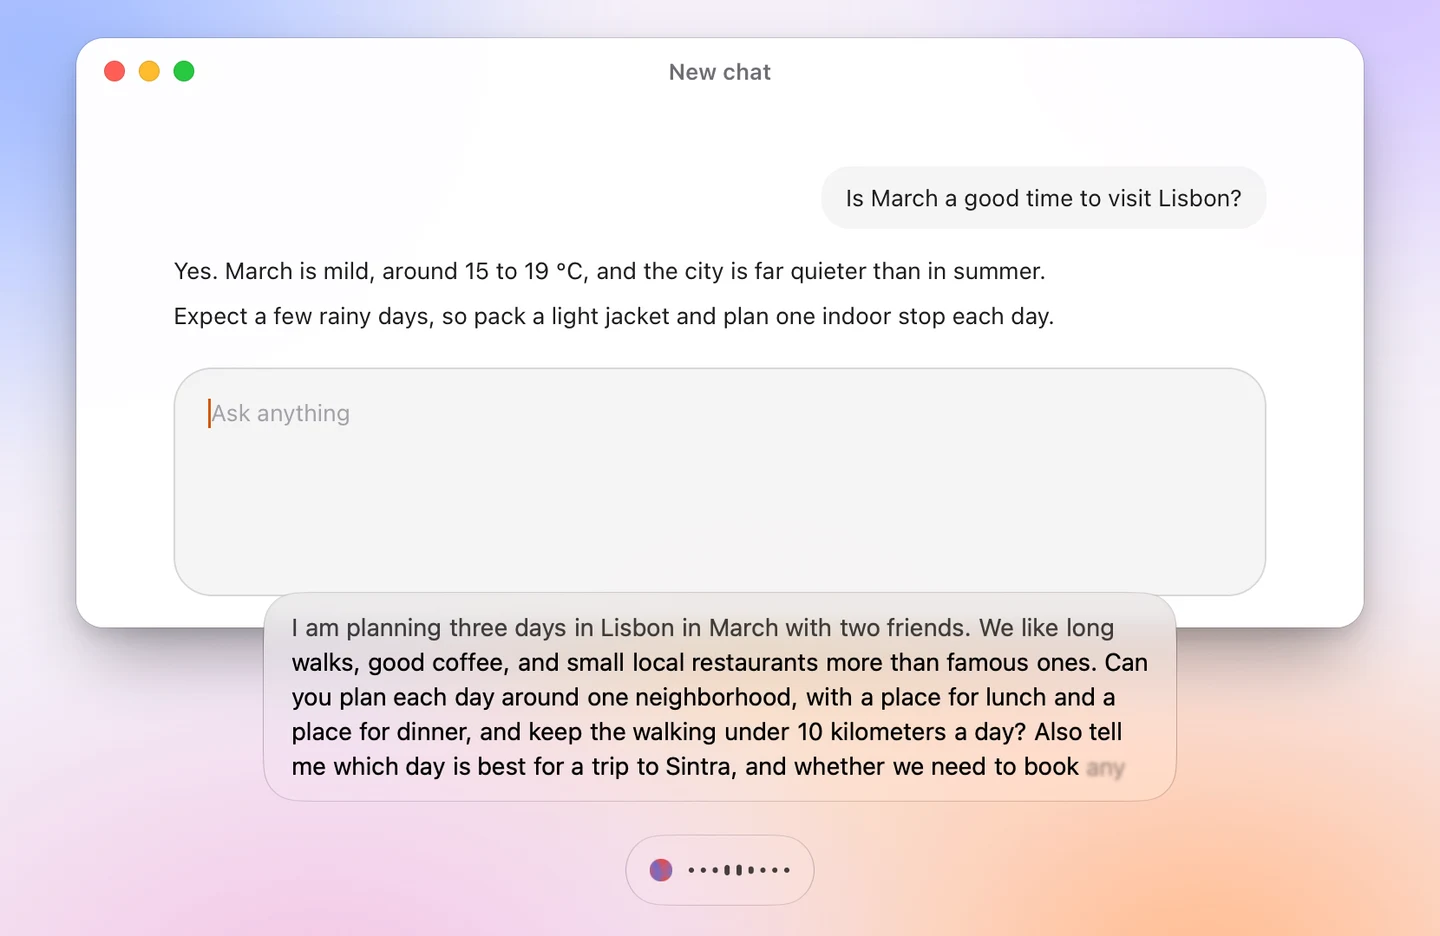 New chat
Is March a good time to visit Lisbon?
Yes. March is mild, around 15 to 19 °C, and the city is far quieter than in summer.
Expect a few rainy days, so pack a light jacket and plan one indoor stop each day.
Ask anything
I am planning three days in Lisbon in March with two friends. We like long
walks, good coffee, and small local restaurants more than famous ones. Can
you plan each day around one neighborhood, with a place for lunch and a
place for dinner, and keep the walking under 10 kilometers a day? Also tell
me which day is best for a trip to Sintra, and whether we need to book any